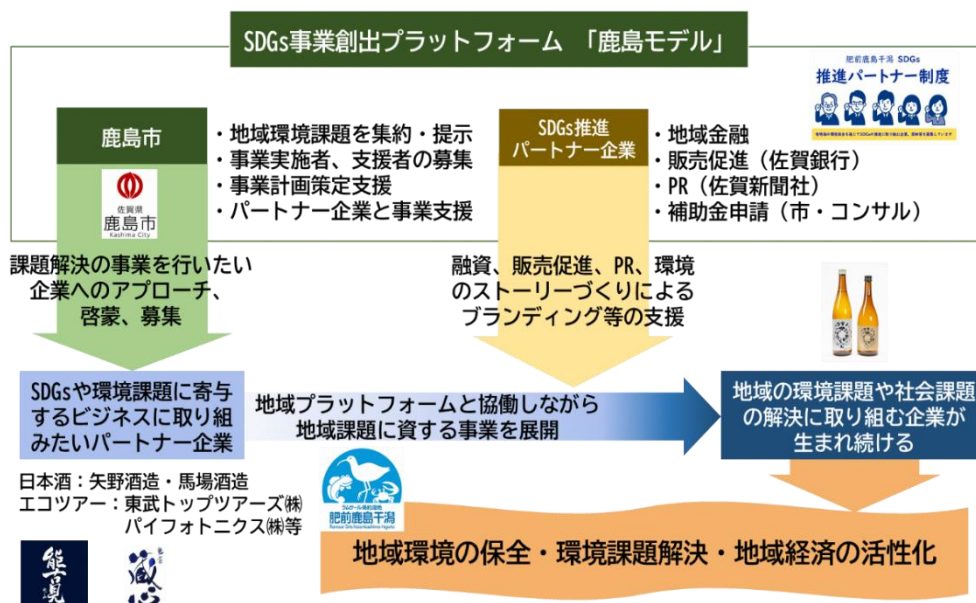 SDGs事業創出プラットフォーム 「鹿島モデル」
肥前鹿島干潟 SDGs
推進パートナー制度
鹿島市
佐賀県
鹿島市
Kashima City
・地域環境課題を集約・提示
・事業実施者、支援者の募集
・事業計画策定支援
・パートナー企業と事業支援
SDGs推進
パートナー企業
・地域金融
・販売促進（佐賀銀行）
・PR（佐賀新聞社）
・補助金申請（市・コンサル）
課題解決の事業を行いたい
企業へのアプローチ、
啓蒙、募集
融資、販売促進、PR、環境
のストーリーづくりによる
ブランディング等の支援
SDGsや環境課題に寄与
するビジネスに取り組
みたいパートナー企業
地域プラットフォームと協働しながら
地域課題に資する事業を展開
地域の環境課題や社会課題
の解決に取り組む企業が
生まれ続ける
日本酒：矢野酒造・馬場酒造
エコツアー：東武トップツアーズ㈱
パイフォトニクス㈱等
ラムサール条約湿地
肥前鹿島干潟
地域環境の保全・環境課題解決・地域経済の活性化
能古見
蔵